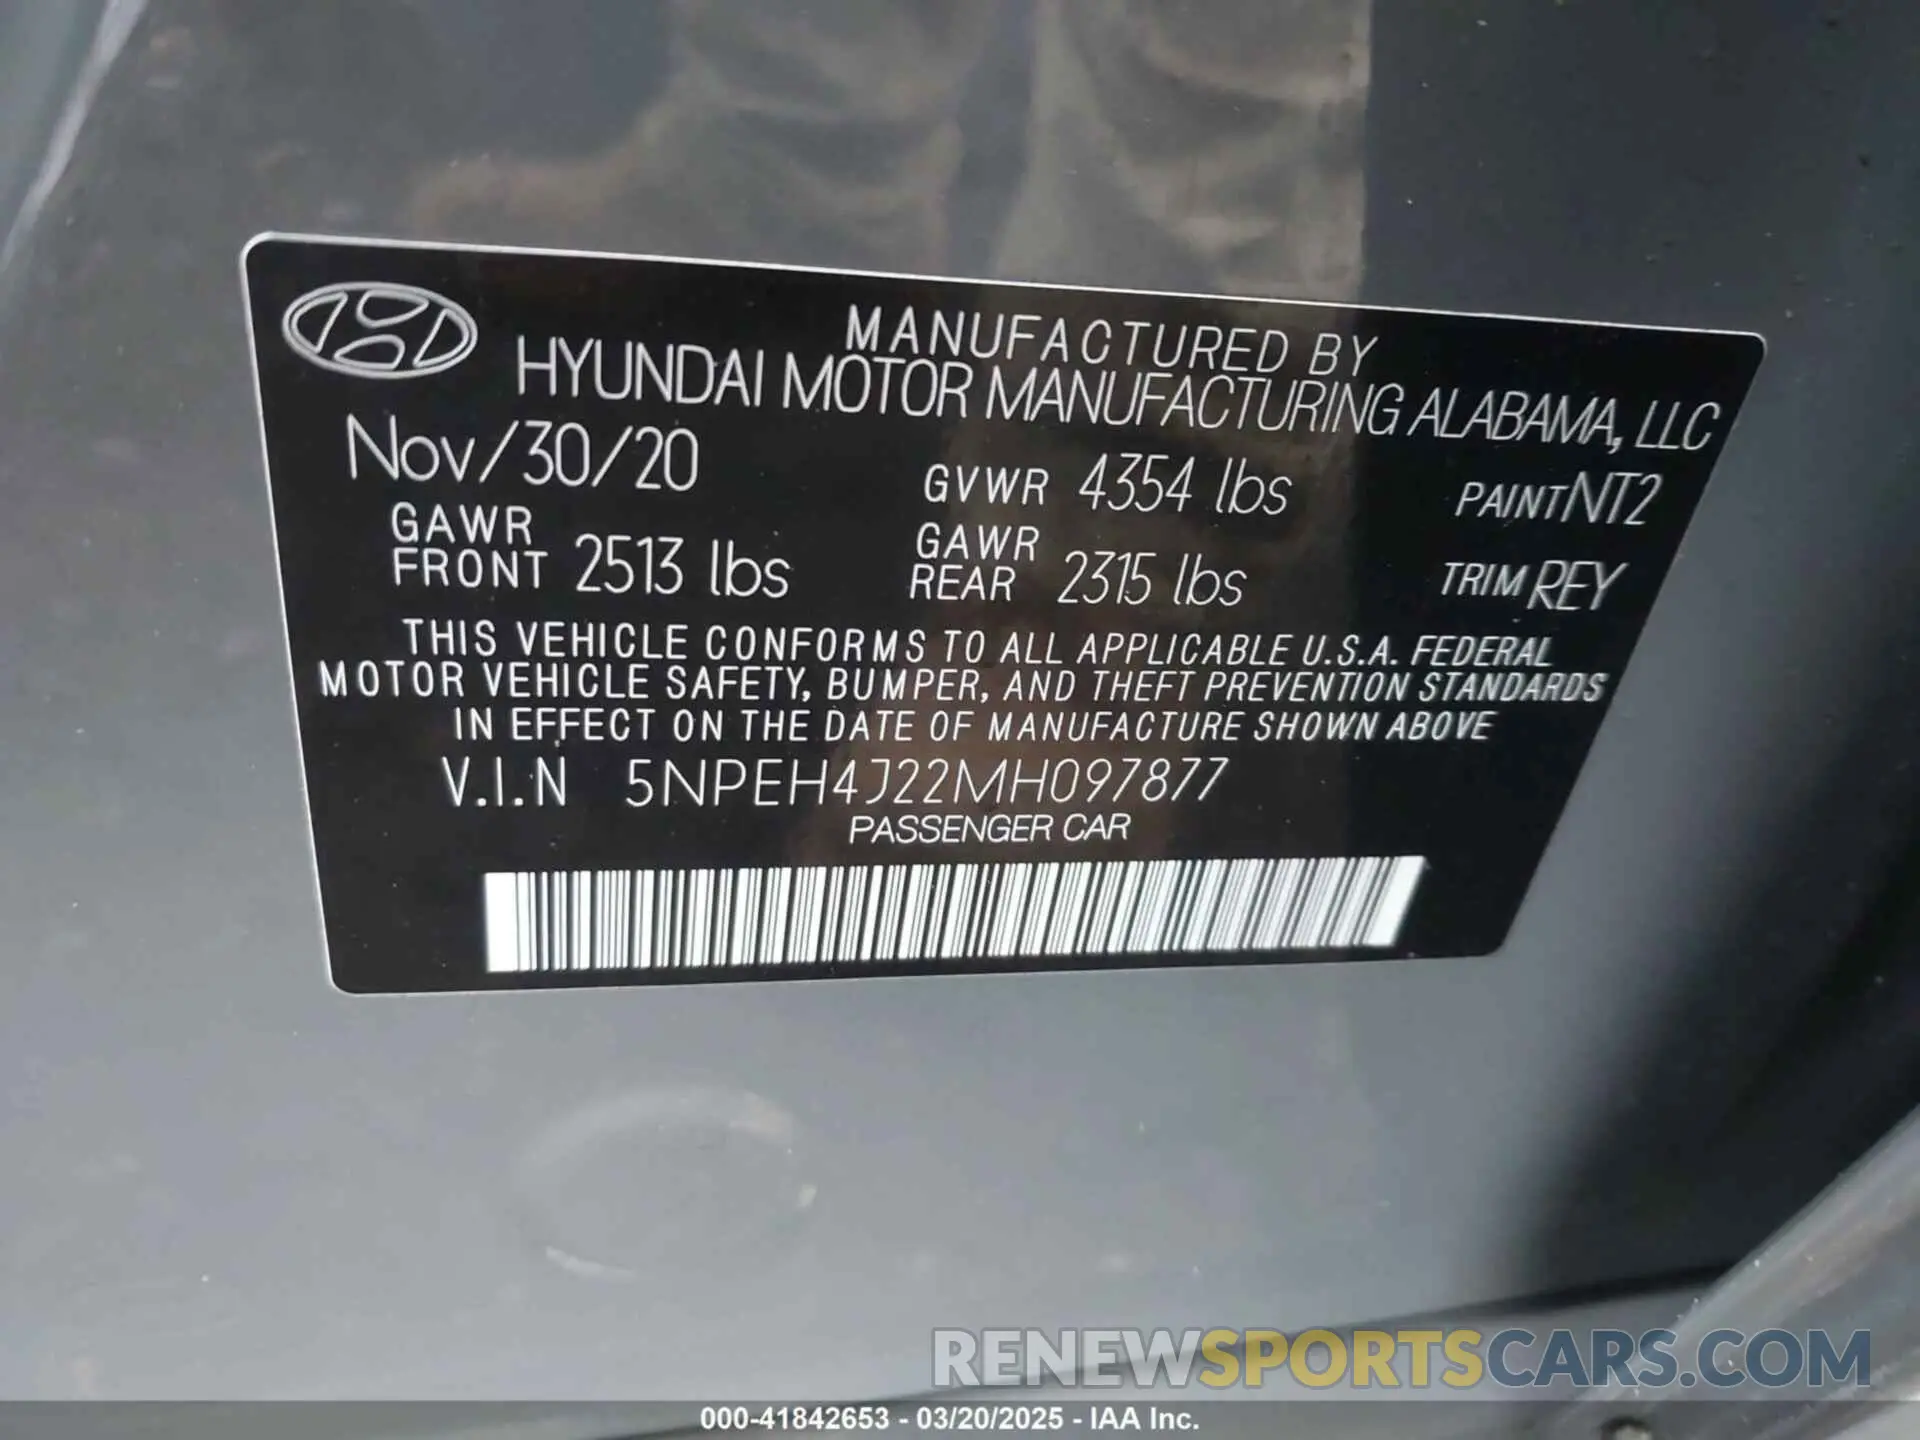 MANUFACTURED BY
HYUNDAI MOTOR MANUFACTURING ALABAMA, LLC
Nov/30/20 GVWR 4354 lbs PAINT NT2
GAWR FRONT 2513 lbs GAWR REAR 2315 lbs TRIM REY
THIS VEHICLE CONFORMS TO ALL APPLICABLE U.S.A. FEDERAL
MOTOR VEHICLE SAFETY, BUMPER, AND THEFT PREVENTION STANDARDS
IN EFFECT ON THE DATE OF MANUFACTURE SHOWN ABOVE
V.I.N 5NPEH4J22MH097877
PASSENGER CAR
RENEWSPORTSCARS.COM
000-41842653 - 03/20/2025 - IAA Inc.